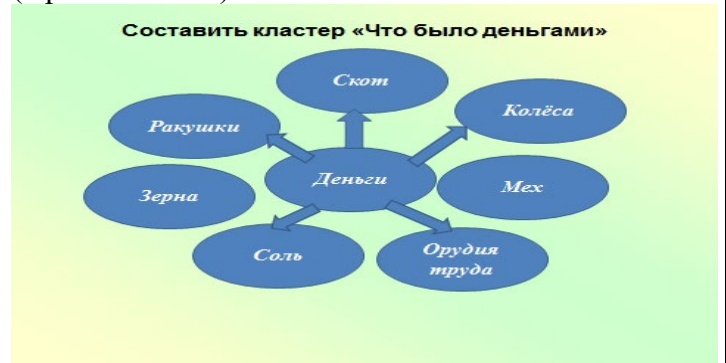 Составить кластер «Что было деньгами»
Скот
Колёса
Ракушки
Деньги
Мех
Зерна
Соль
Орудия
труда